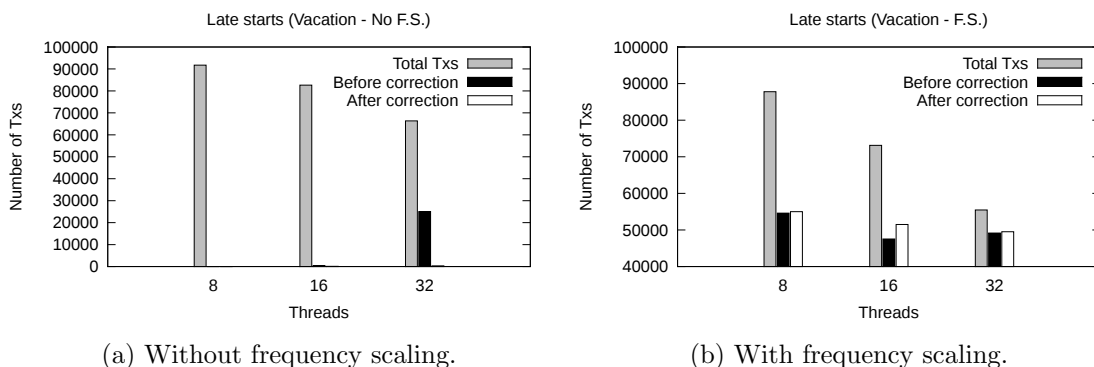 Late starts (Vacation - No F.S.)
100000
90000
80000
70000
60000
50000
40000
30000
20000
10000
0
Number of Txs
Total Txs
Before correction
After correction
8 16 32
Threads
(a) Without frequency scaling.
Late starts (Vacation - F.S.)
100000
90000
80000
70000
60000
50000
40000
Number of Txs
Total Txs
Before correction
After correction
8 16 32
Threads
(b) With frequency scaling.